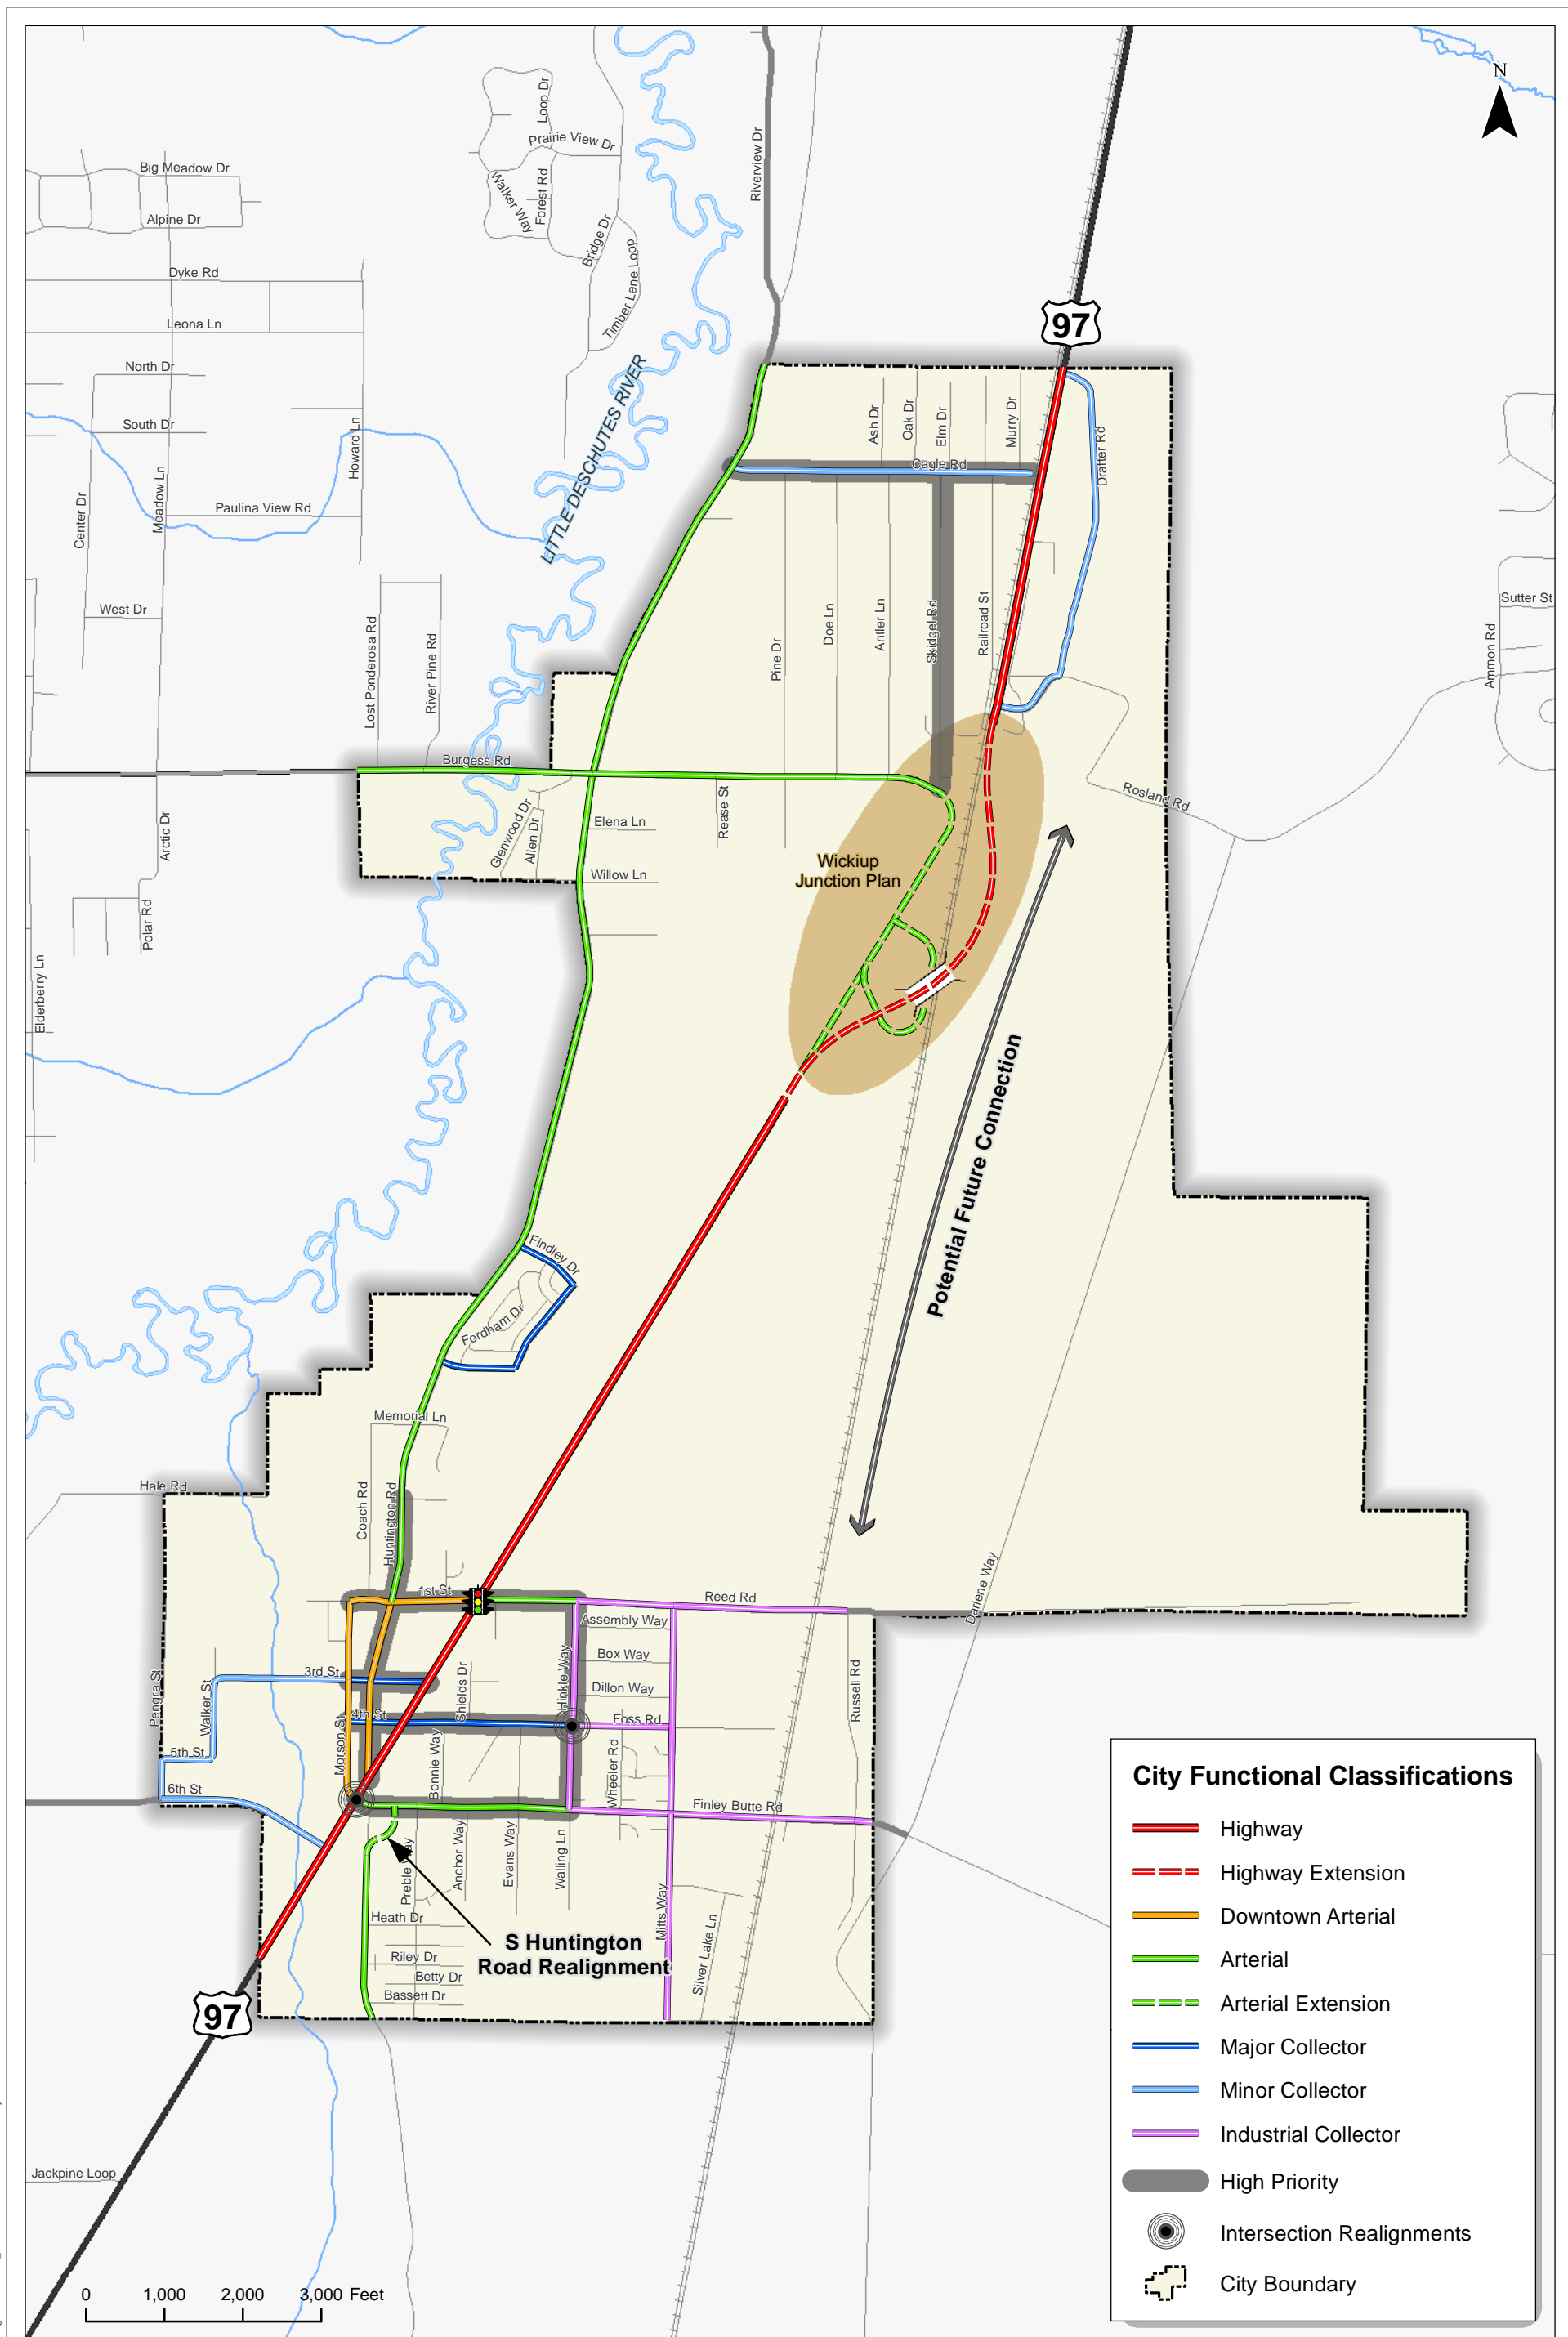 N
Loop Dr
Prairie View Dr
Riverview Dr
Big Meadow Dr
Walker Way
Forest Rd
Alpine Dr
Bridge Dr
Timber Lane Loop
Dyke Rd
Leona Ln
97
North Dr
LITTLE DESCHUTES RIVER
Ash Dr
Oak Dr
Elm Dr
Murry Dr
South Dr
Howard Ln
Drafter Rd
Cagle Rd
Center Dr
Meadow Ln
Paulina View Rd
West Dr
Lost Ponderosa Rd
River Pine Rd
Pine Dr
Doe Ln
Antler Ln
Skidgel Rd
Railroad St
Sutter St
Ammon Rd
Burgess Rd
Rosland Rd
Arctic Dr
Glenwood Dr
Allen Dr
Elena Ln
Rease St
Wickiup
Junction Plan
Willow Ln
Polar Rd
Elderberry Ln
Potential Future Connection
Findley Dr
Fordham Dr
Memorial Ln
Hale Rd
Coach Rd
Huntington Rd
1st St
Reed Rd
Darlene Way
Assembly Way
Box Way
Dillon Way
Hinkle Way
Foss Rd
Russell Rd
3rd St
4th St
Shields Dr
Pengra St
Walker St
Morson St
5th St
6th St
Bonnie Way
Wheeler Rd
Finley Butte Rd
Preble Way
Anchor Way
Evans Way
Walling Ln
Mitts Way
Silver Lake Ln
Heath Dr
S Huntington
Road Realignment
Riley Dr
Betty Dr
Bassett Dr
97
Jackpine Loop
0 1,000 2,000 3,000 Feet
City Functional Classifications
Highway
Highway Extension
Downtown Arterial
Arterial
Arterial Extension
Major Collector
Minor Collector
Industrial Collector
High Priority
Intersection Realignments
City Boundary